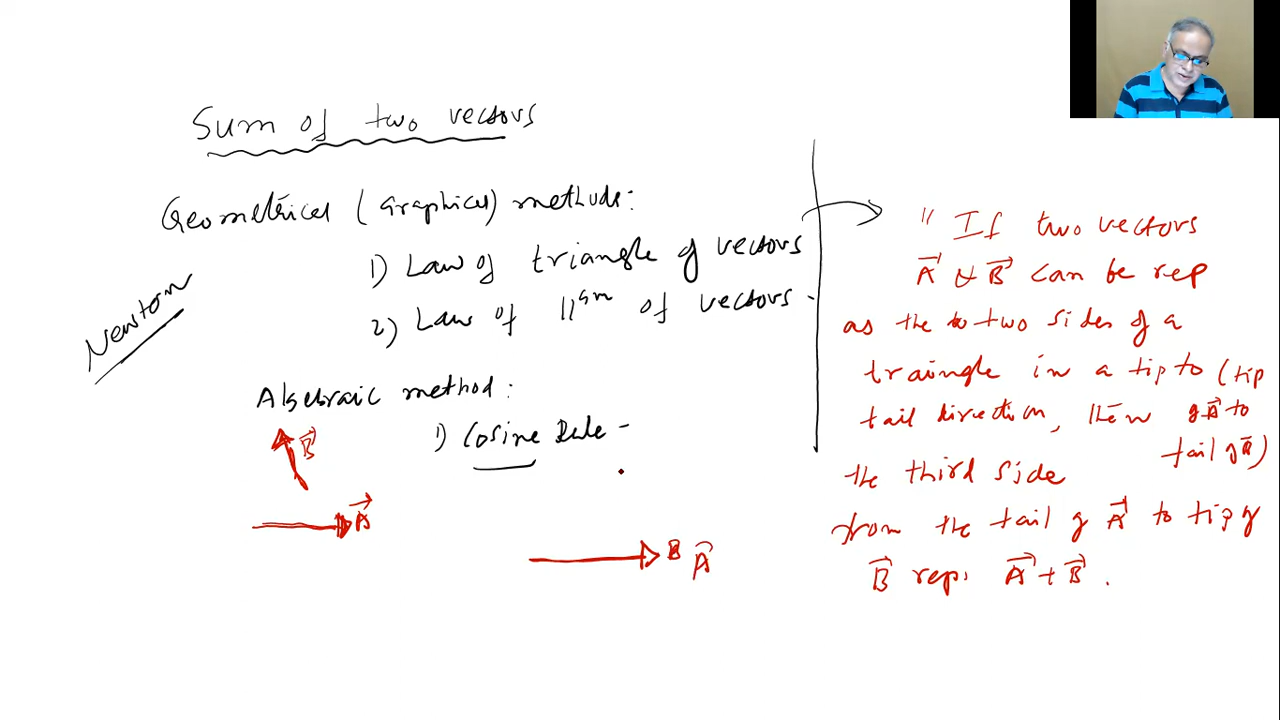 Sum of two vectors
Geometrical (Graphical) methods:
1) Law of triangle of vectors
2) Law of ||gm of vectors
Newton
Algebraic method:
1) Cosine Rule
B⃗
A⃗
B A⃗
" If two vectors
A⃗ & B⃗ can be rep
as the two sides of a
traingle in a tip to (tip
tail direction, then of A⃗ to
tail of B⃗)
the third side
from the tail of A⃗ to tip of
B⃗ rep. A⃗ + B⃗ .